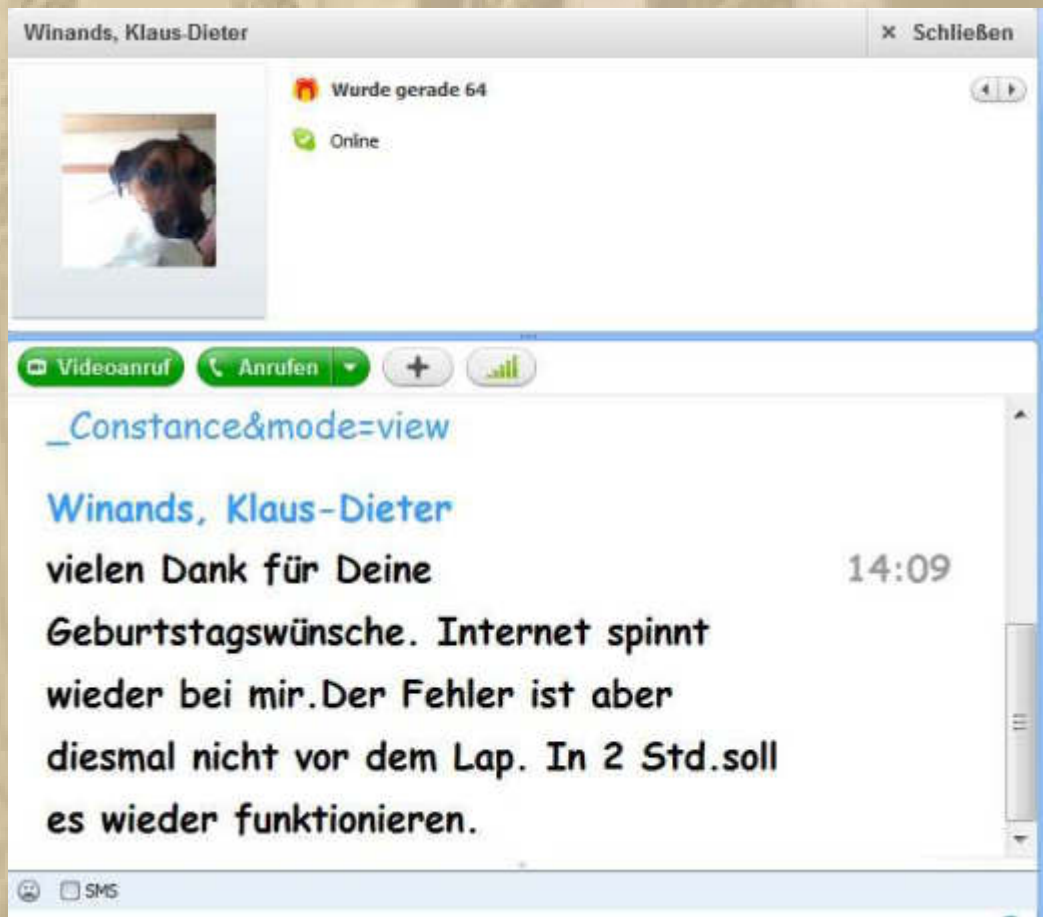 Winands, Klaus-Dieter
× Schließen
Wurde gerade 64
Online
Videoanruf
Anrufen
_Constance&mode=view
Winands, Klaus-Dieter
vielen Dank für Deine 14:09
Geburtstagswünsche. Internet spinnt
wieder bei mir.Der Fehler ist aber
diesmal nicht vor dem Lap. In 2 Std.soll
es wieder funktionieren.
SMS